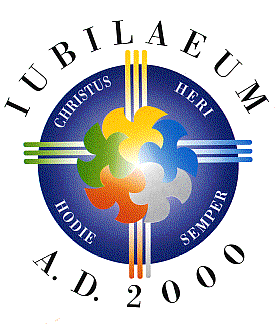 IUBILAEUM
CHRISTUS
HERI
HODIE
SEMPER
A. D. 2000